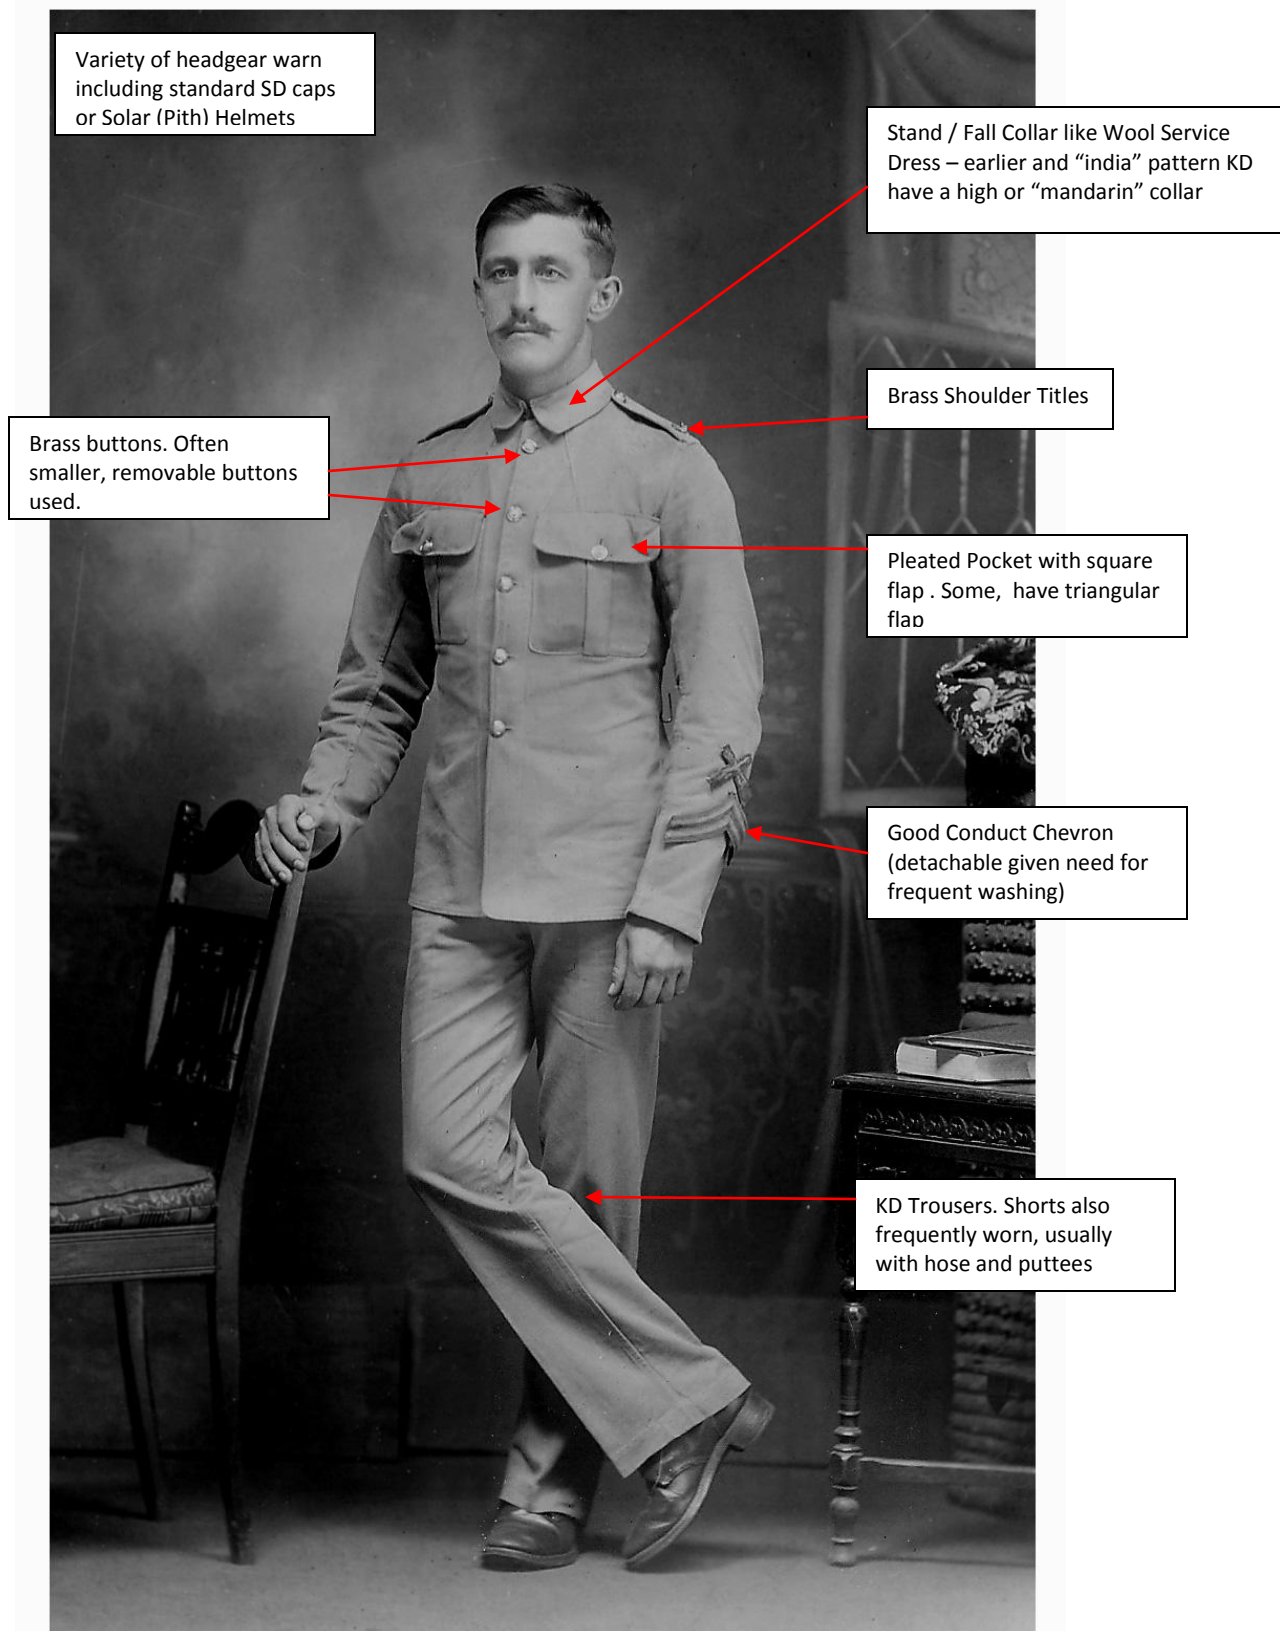 Variety of headgear warn
including standard SD caps
or Solar (Pith) Helmets
Stand / Fall Collar like Wool Service
Dress – earlier and “india” pattern KD
have a high or “mandarin” collar
Brass Shoulder Titles
Brass buttons. Often
smaller, removable buttons
used.
Pleated Pocket with square
flap . Some,  have triangular
flap
Good Conduct Chevron
(detachable given need for
frequent washing)
KD Trousers. Shorts also
frequently worn, usually
with hose and puttees